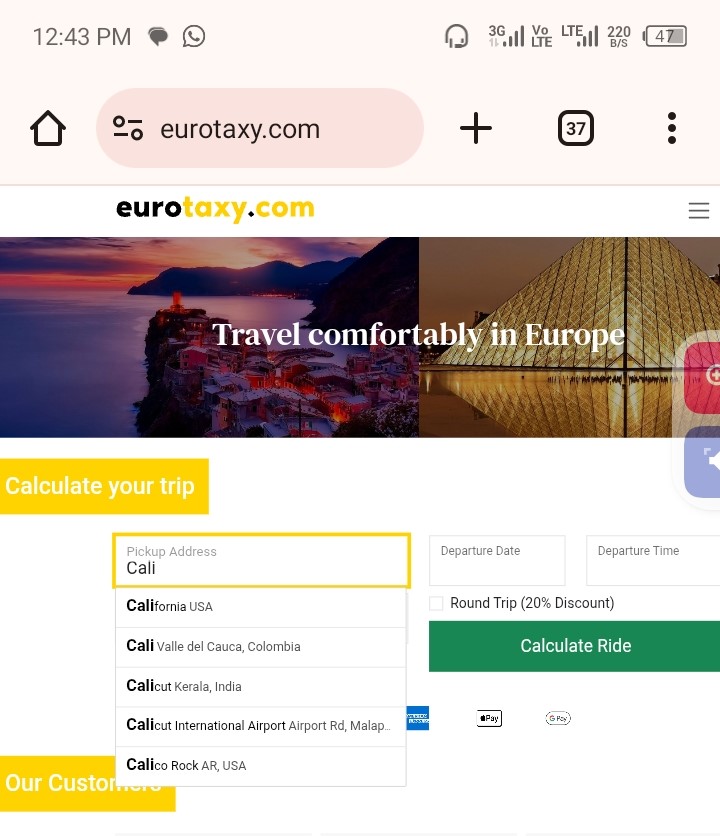 12:43 PM
3G
Vo
LTE
LTE
220
B/S
47
eurotaxy.com
37
eurotaxy.com
Travel comfortably in Europe
Calculate your trip
Pickup Address
Cali
Departure Date
Departure Time
California USA
Round Trip (20% Discount)
Cali Valle del Cauca, Colombia
Calculate Ride
Calicut Kerala, India
Calicut International Airport Airport Rd, Malap...
Pay
G Pay
Calico Rock AR, USA
Our Customers